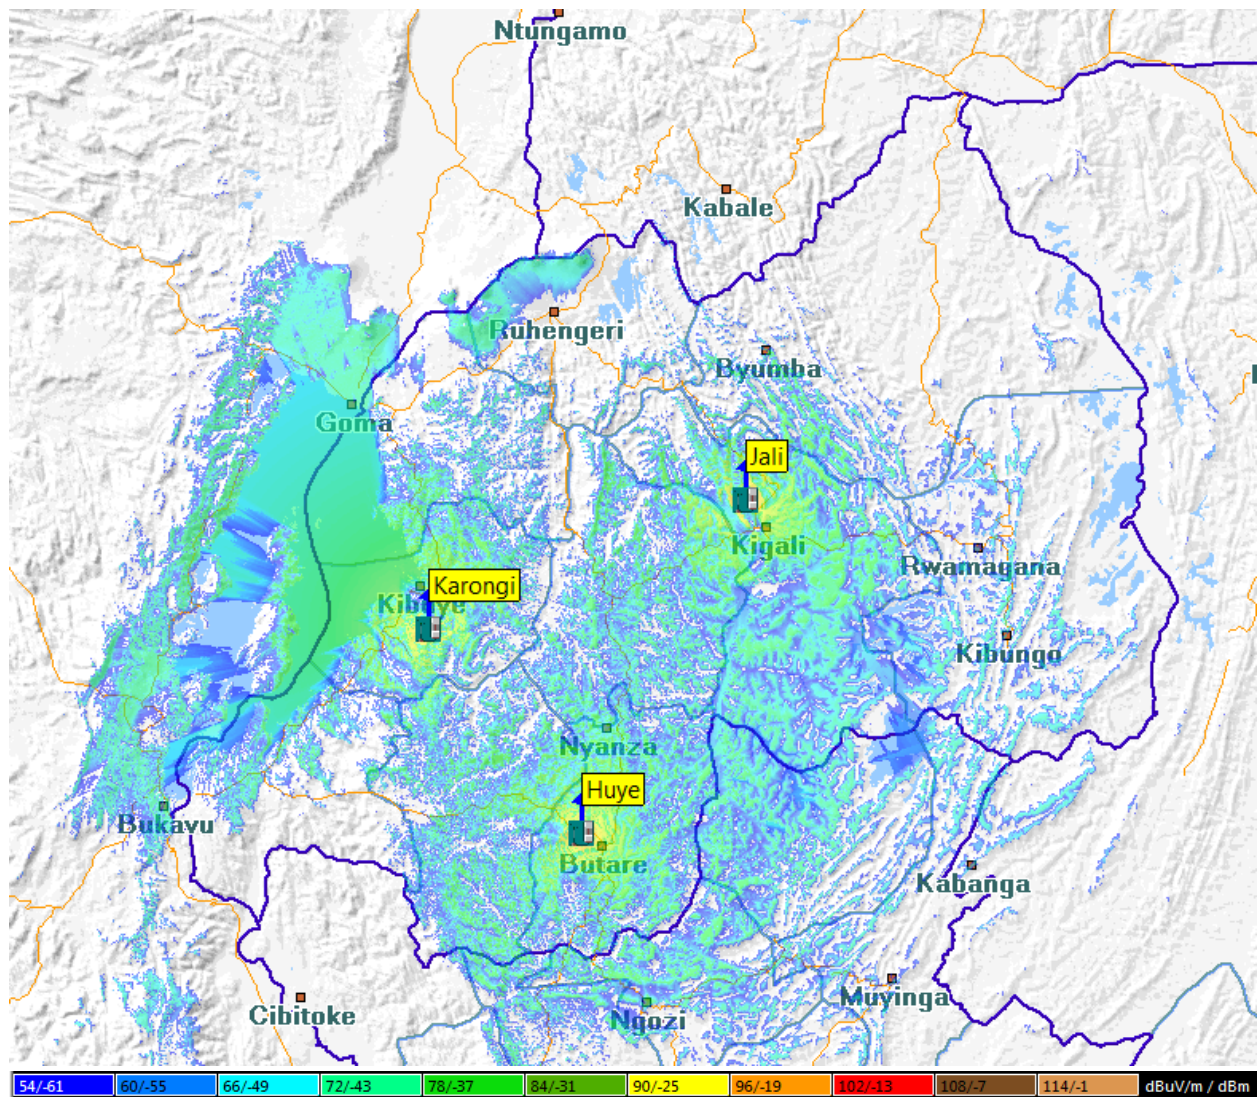 Ntungamo
Kabale
Ruhengeri
Byumba
Goma
Jali
Kigali
Rwamagana
Karongi
Kibuye
Kibungo
Nyanza
Huye
Bukavu
Butare
Kabanga
Muyinga
Cibitoke
Ngozi
54/-61 60/-55 66/-49 72/-43 78/-37 84/-31 90/-25 96/-19 102/-13 108/-7 114/-1 dBuV/m / dBm